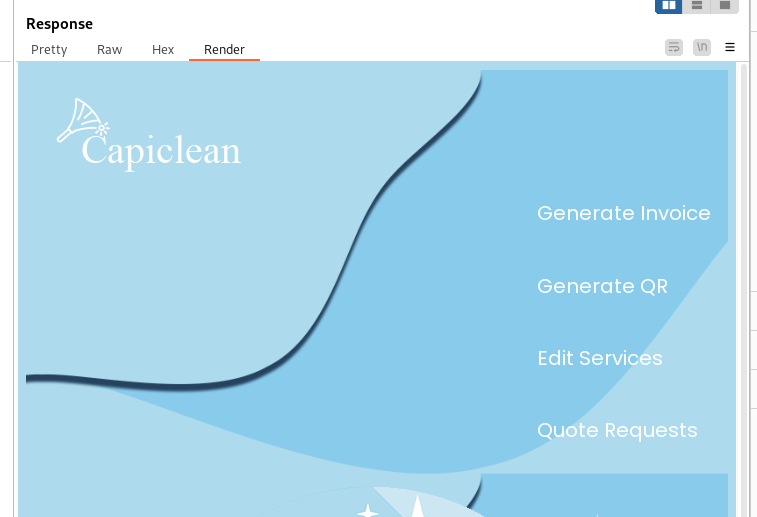 Response
Pretty Raw Hex Render
\n
Capiclean
Generate Invoice
Generate QR
Edit Services
Quote Requests